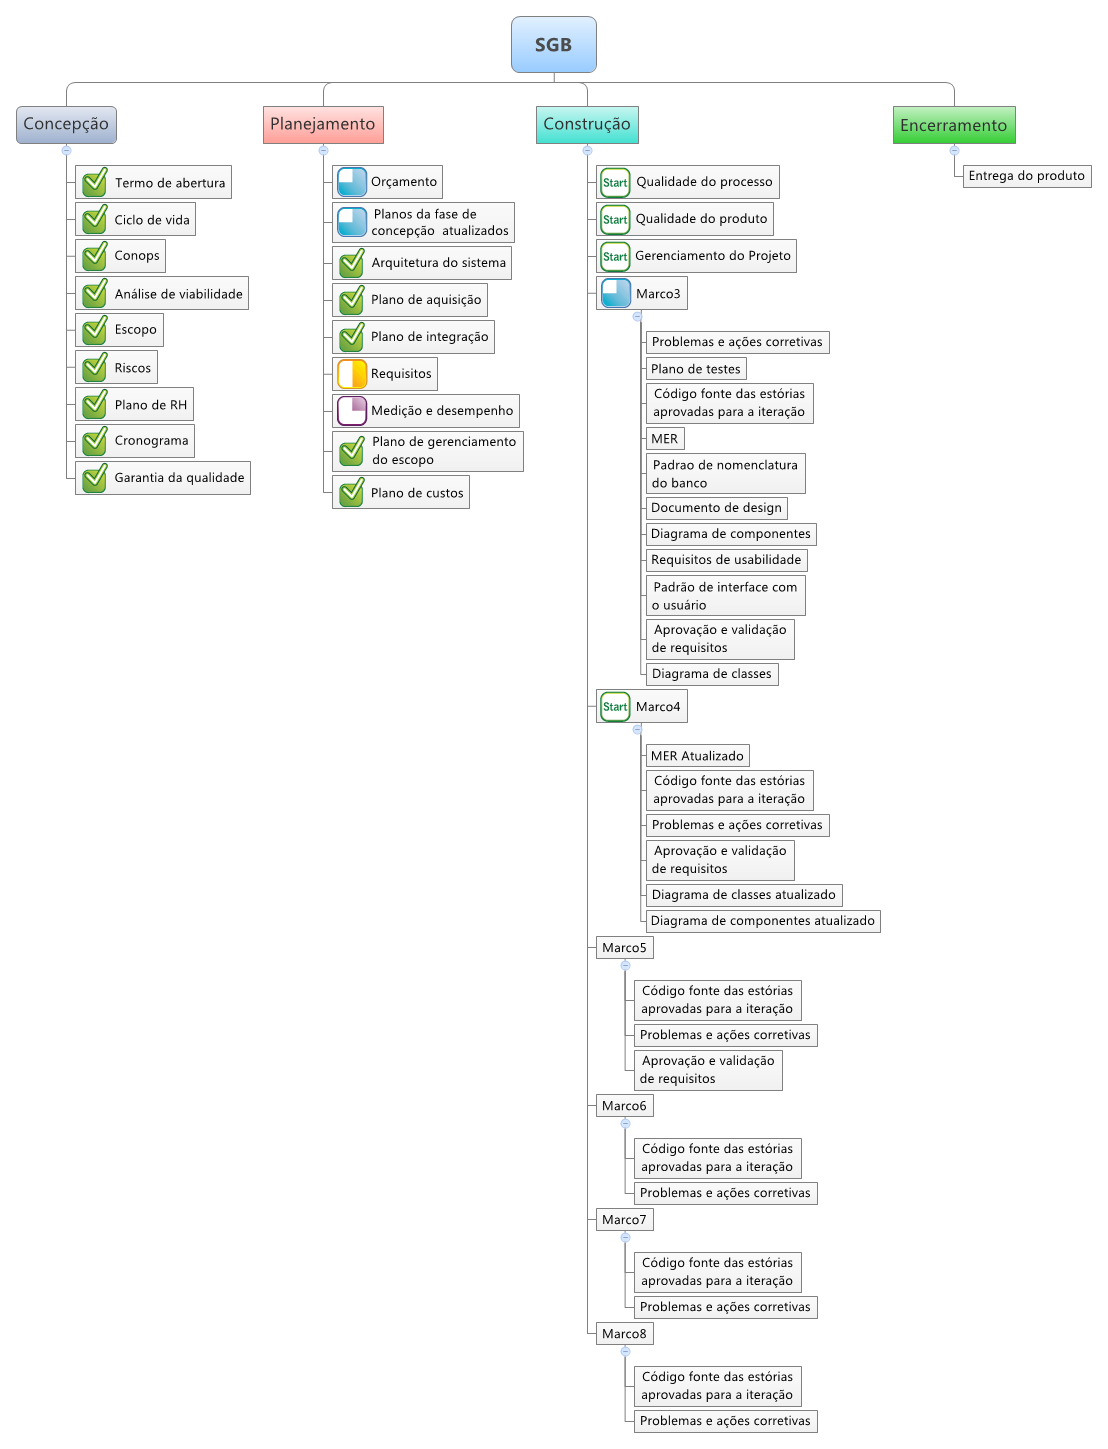 SGB
Concepção
Termo de abertura
Ciclo de vida
Conops
Análise de viabilidade
Escopo
Riscos
Plano de RH
Cronograma
Garantia da qualidade
Planejamento
Orçamento
Planos da fase de
concepção atualizados
Arquitetura do sistema
Plano de aquisição
Plano de integração
Requisitos
Medição e desempenho
Plano de gerenciamento
do escopo
Plano de custos
Construção
Start Qualidade do processo
Start Qualidade do produto
Start Gerenciamento do Projeto
Marco3
Problemas e ações corretivas
Plano de testes
Código fonte das estórias
aprovadas para a iteração
MER
Padrao de nomenclatura
do banco
Documento de design
Diagrama de componentes
Requisitos de usabilidade
Padrão de interface com
o usuário
Aprovação e validação
de requisitos
Diagrama de classes
Start Marco4
MER Atualizado
Código fonte das estórias
aprovadas para a iteração
Problemas e ações corretivas
Aprovação e validação
de requisitos
Diagrama de classes atualizado
Diagrama de componentes atualizado
Marco5
Código fonte das estórias
aprovadas para a iteração
Problemas e ações corretivas
Aprovação e validação
de requisitos
Marco6
Código fonte das estórias
aprovadas para a iteração
Problemas e ações corretivas
Marco7
Código fonte das estórias
aprovadas para a iteração
Problemas e ações corretivas
Marco8
Código fonte das estórias
aprovadas para a iteração
Problemas e ações corretivas
Encerramento
Entrega do produto